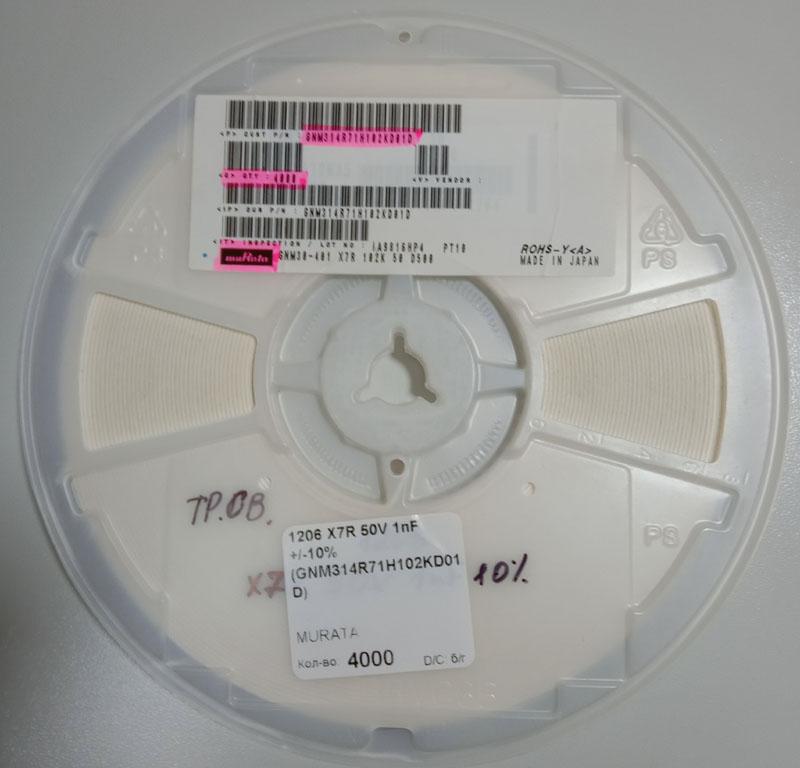 <P> CUST P/N : GNM314R71H102KD01D
<Q> QTY : 4000
<V> VENDOR :
<1P> OUR P/N : GNM314R71H102KD01D
<1T> INSPECTION / LOT NO : IA9816HP4 PT10
muRata GNM30-401 X7R 102K 50 D500
ROHS-Y<A>
MADE IN JAPAN
PS
PS
ТР.ОВ.
1206 X7R 50V 1nF
+/-10%
(GNM314R71H102KD01
D)
X7 10%
MURATA
Кол-во: 4000 D/C: б/г